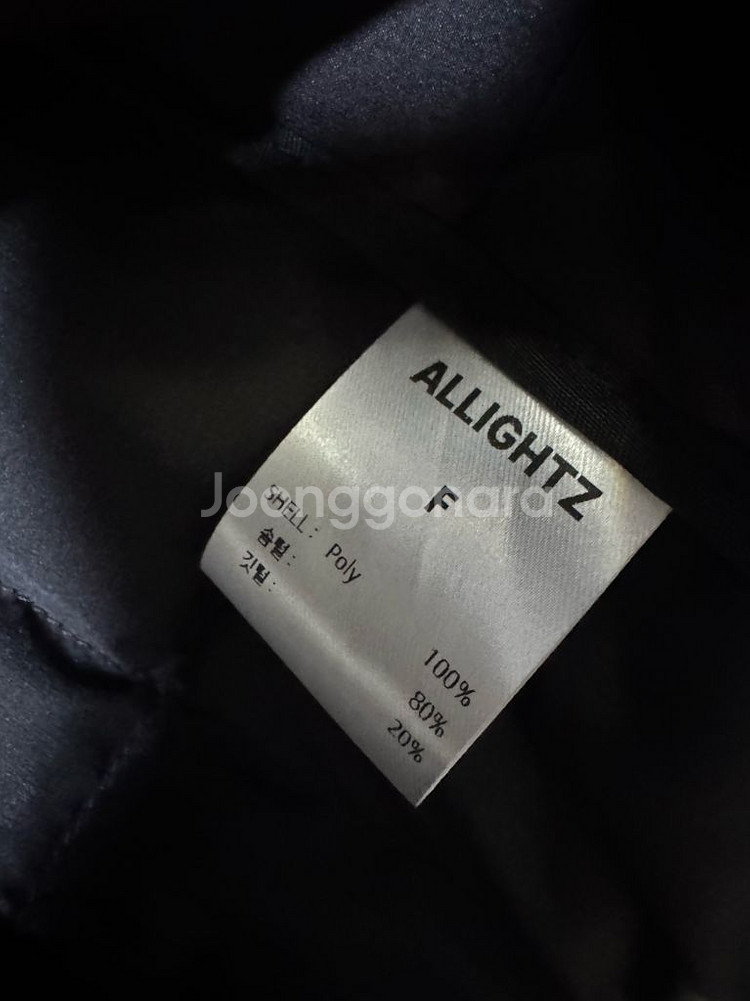 ALLIGHTZ
F
SHELL : Poly 100%
솜털 : 80%
깃털 : 20%
Joonggonara